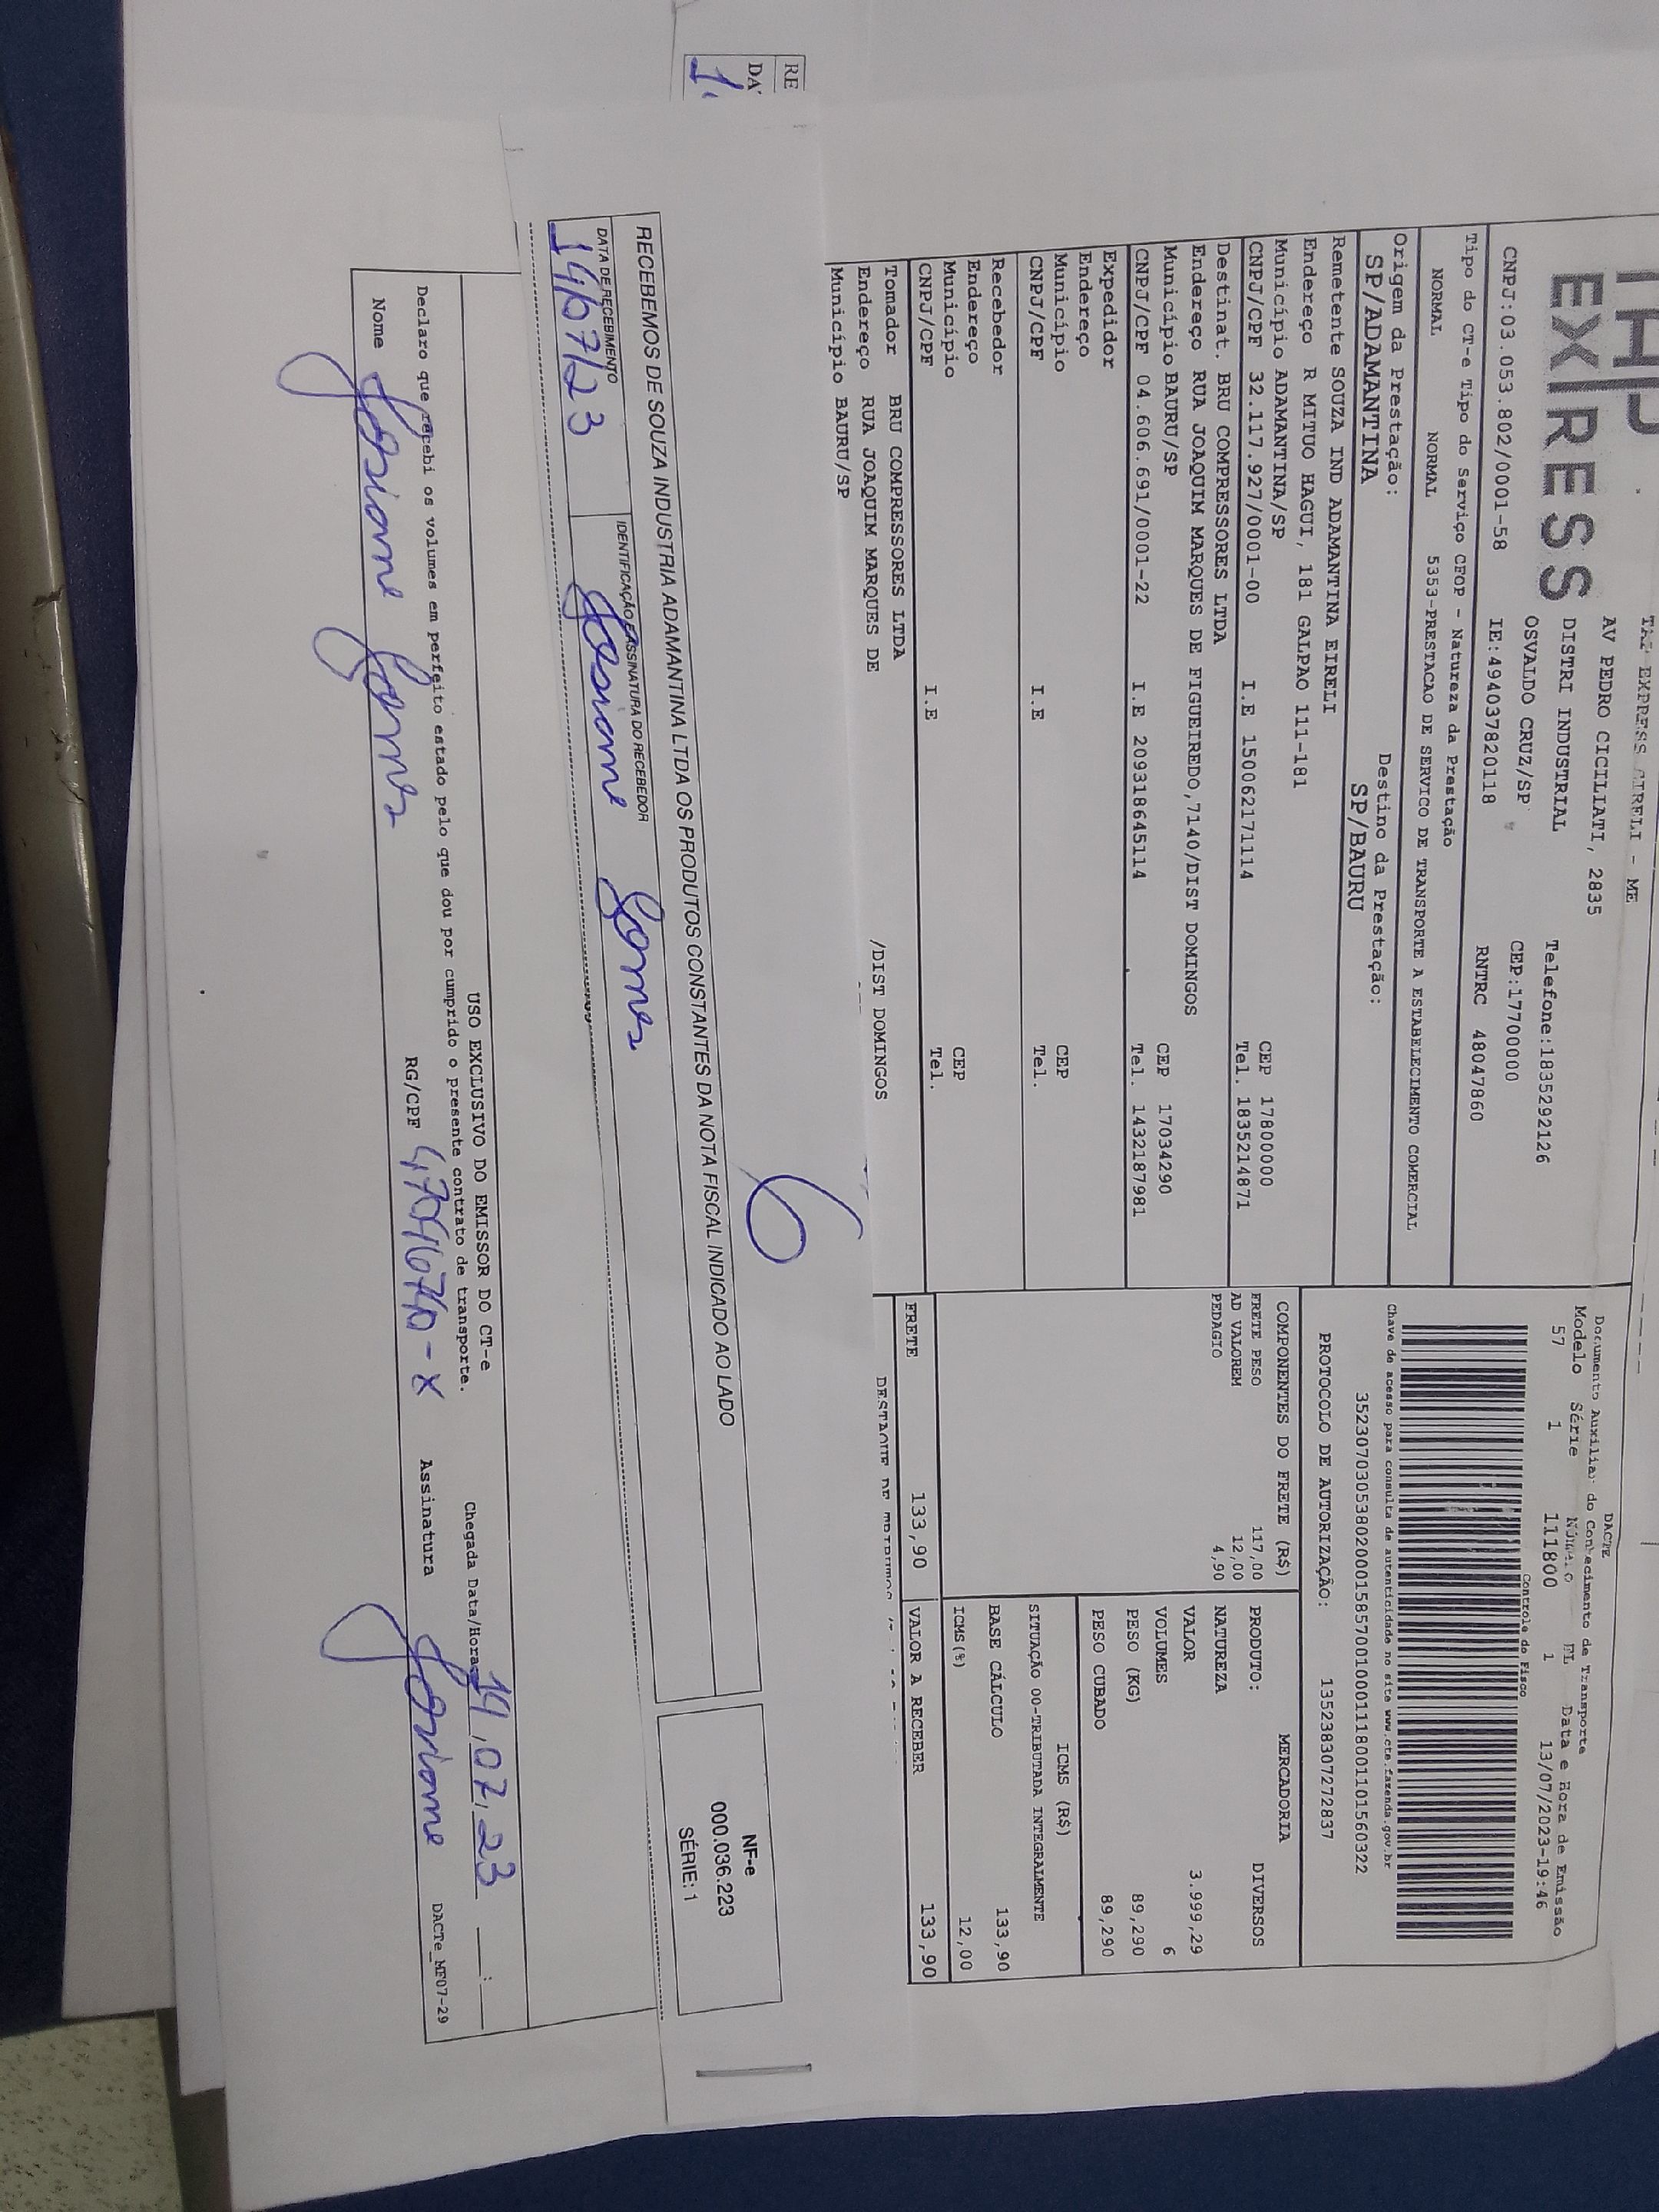 EXPRESS
EXPRESS EIRELI - ME
AV PEDRO CICILIATI, 2835
DISTRI INDUSTRIAL
Telefone:1835292126
OSVALDO CRUZ/SP
CEP:17700000
CNPJ:03.053.802/0001-58
IE:494037820118
RNTRC 48047860
Tipo do CT-e Tipo do Serviço CFOP - Natureza da Prestação
NORMAL NORMAL 5353-PRESTACAO DE SERVICO DE TRANSPORTE A ESTABELECIMENTO COMERCIAL
Origem da Prestação: Destino da Prestação:
SP/ADAMANTINA SP/BAURU
Remetente SOUZA IND ADAMANTINA EIRELI
Endereço R MITUO HAGUI, 181 GALPAO 111-181
Município ADAMANTINA/SP CEP 17800000
CNPJ/CPF 32.117.927/0001-00 I.E 150062171114 Tel. 1835214871
Destinat. BRU COMPRESSORES LTDA
Endereço RUA JOAQUIM MARQUES DE FIGUEIREDO,7140/DIST DOMINGOS
Município BAURU/SP CEP 17034290
CNPJ/CPF 04.606.691/0001-22 I.E 209318645114 Tel. 1432187981
Expedidor
Endereço
Município CEP
CNPJ/CPF I.E Tel.
Recebedor
Endereço
Município CEP
CNPJ/CPF I.E Tel.
Tomador BRU COMPRESSORES LTDA
Endereço RUA JOAQUIM MARQUES DE /DIST DOMINGOS
Município BAURU/SP
DACTE
Documento Auxiliar do Conhecimento de Transporte
Modelo Série Número FL Data e Hora de Emissão
57 1 111800 1 13/07/2023-19:46
Controle do Fisco
Chave de acesso para consulta de autenticidade no site www.cte.fazenda.gov.br
35230703053802000158570010001118001101560322
PROTOCOLO DE AUTORIZAÇÃO: 135238307272837
COMPONENTES DO FRETE (R$)
FRETE PESO 117,00
AD VALOREM 12,00
PEDAGIO 4,90
MERCADORIA
PRODUTO: DIVERSOS
NATUREZA
VALOR 3.999,29
VOLUMES 6
PESO (KG) 89,290
PESO CUBADO 89,290
ICMS (R$)
SITUAÇÃO 00-TRIBUTADA INTEGRALMENTE
BASE CÁLCULO 133,90
ICMS(%) 12,00
FRETE 133,90 VALOR A RECEBER 133,90
DESTAQUE DE TRIBUTOS
6
RE
DA
1
RECEBEMOS DE SOUZA INDUSTRIA ADAMANTINA LTDA OS PRODUTOS CONSTANTES DA NOTA FISCAL INDICADO AO LADO
DATA DE RECEBIMENTO IDENTIFICAÇÃO E ASSINATURA DO RECEBEDOR
14/07/23 Josiane Gomes
NF-e
000.036.223
SÉRIE: 1
USO EXCLUSIVO DO EMISSOR DO CT-e
Chegada Data/Hora 14,07,23 __:__
Declaro que recebi os volumes em perfeito estado pelo que dou por cumprido o presente contrato de transporte.
Nome Josiane Gomes RG/CPF Assinatura Josiane
DACTe_MF07-29